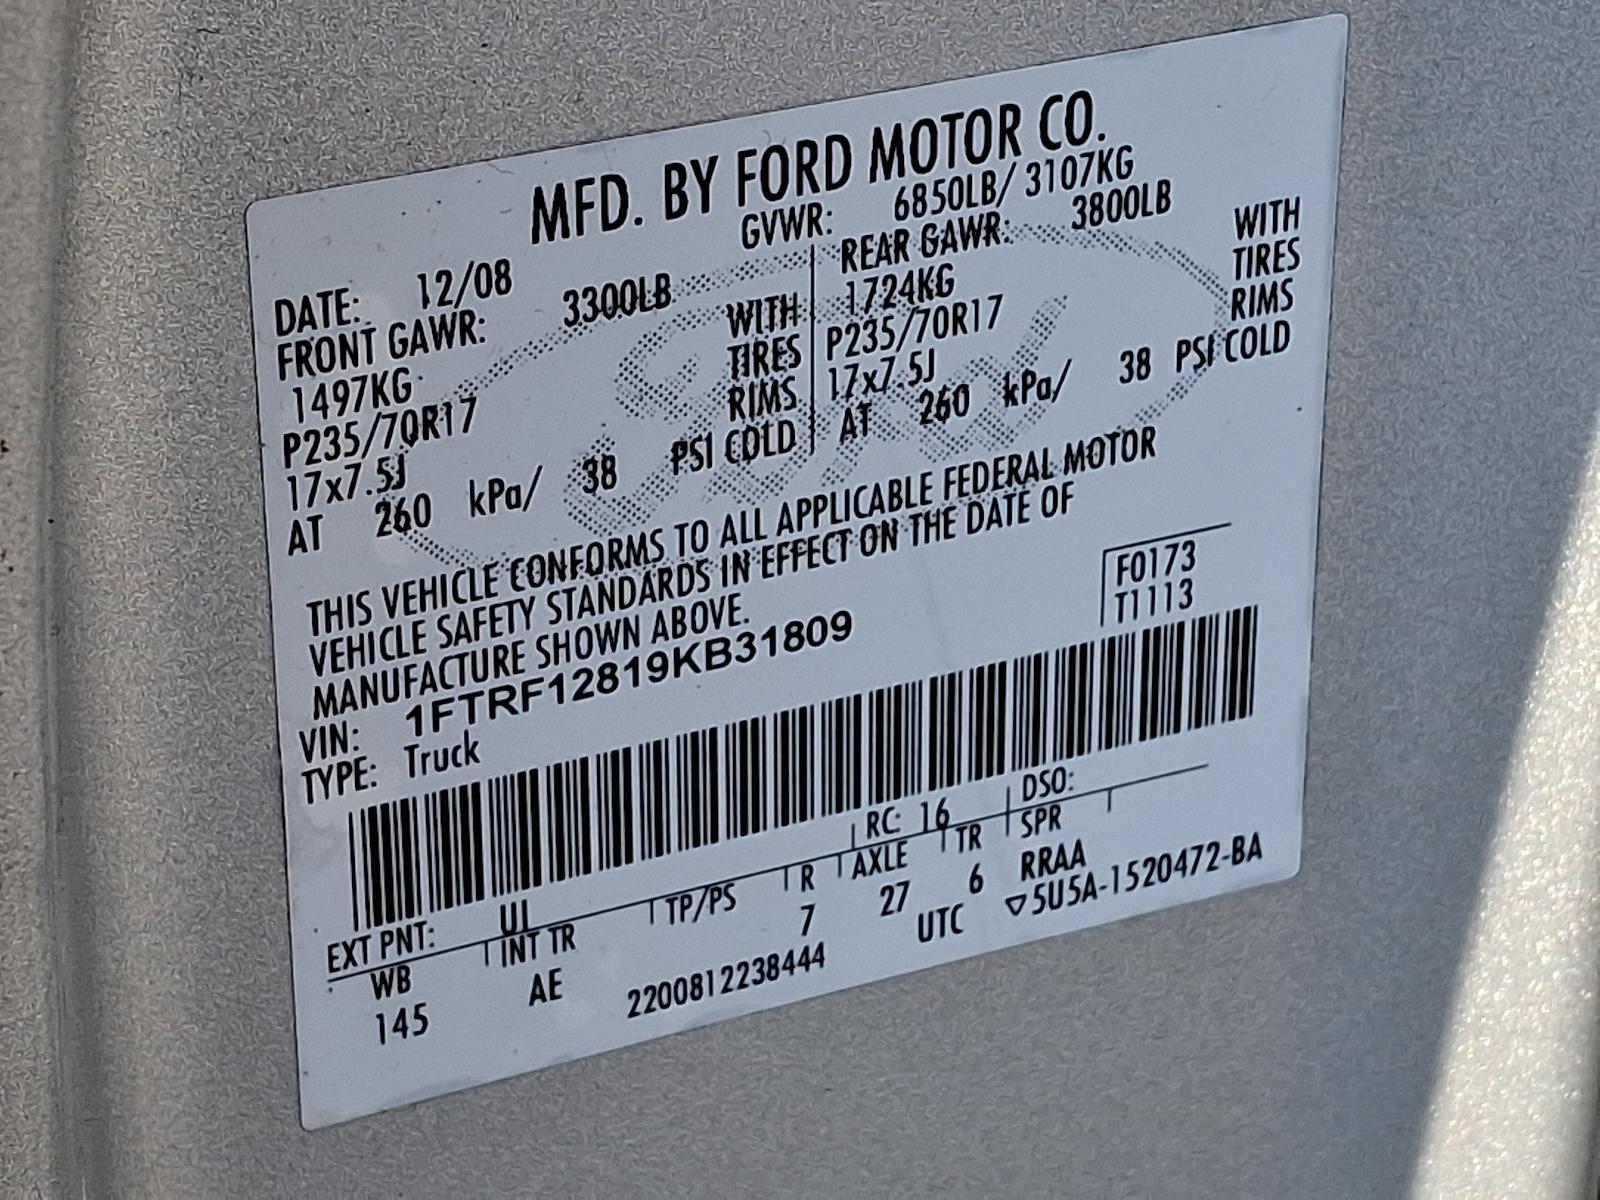 MFD. BY FORD MOTOR CO.
DATE: 12/08 GVWR: 6850LB/ 3107KG
FRONT GAWR: 3300LB REAR GAWR: 3800LB
1497KG WITH 1724KG WITH
P235/70R17 TIRES P235/70R17 TIRES
17x7.5J RIMS 17x7.5J RIMS
AT 260 kPa/ 38 PSI COLD AT 260 kPa/ 38 PSI COLD
THIS VEHICLE CONFORMS TO ALL APPLICABLE FEDERAL MOTOR
VEHICLE SAFETY STANDARDS IN EFFECT ON THE DATE OF
MANUFACTURE SHOWN ABOVE.
VIN: 1FTRF12819KB31809 F0173
TYPE: Truck T1113
EXT PNT: UI RC: 16 DSO:
WB INT TR TP/PS R AXLE TR SPR
145 AE 7 27 6 RRAA
2200812238444 UTC ▽5U5A-1520472-BA
Ford